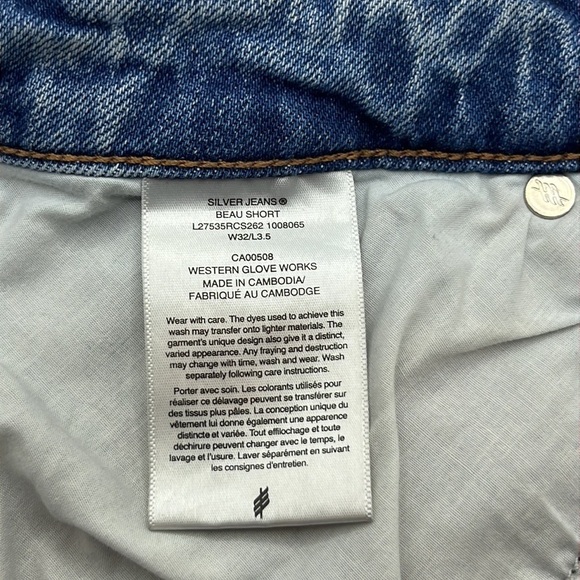 SILVER JEANS®
BEAU SHORT
L27535RCS262 1008065
W32/L3.5
CA00508
WESTERN GLOVE WORKS
MADE IN CAMBODIA/
FABRIQUÉ AU CAMBODGE
Wear with care. The dyes used to achieve this
wash may transfer onto lighter materials. The
garment's unique design also give it a distinct,
varied appearance. Any fraying and destruction
may change with time, wash and wear. Wash
separately following care instructions.
Porter avec soin. Les colorants utilisés pour
réaliser ce délavage peuvent se transférer sur
des tissus plus pâles. La conception unique du
vêtement lui donne également une apparence
distincte et variée. Tout effilochage et toute
déchirure peuvent changer avec le temps, le
lavage et l'usure. Laver séparément en suivant
les consignes d'entretien.